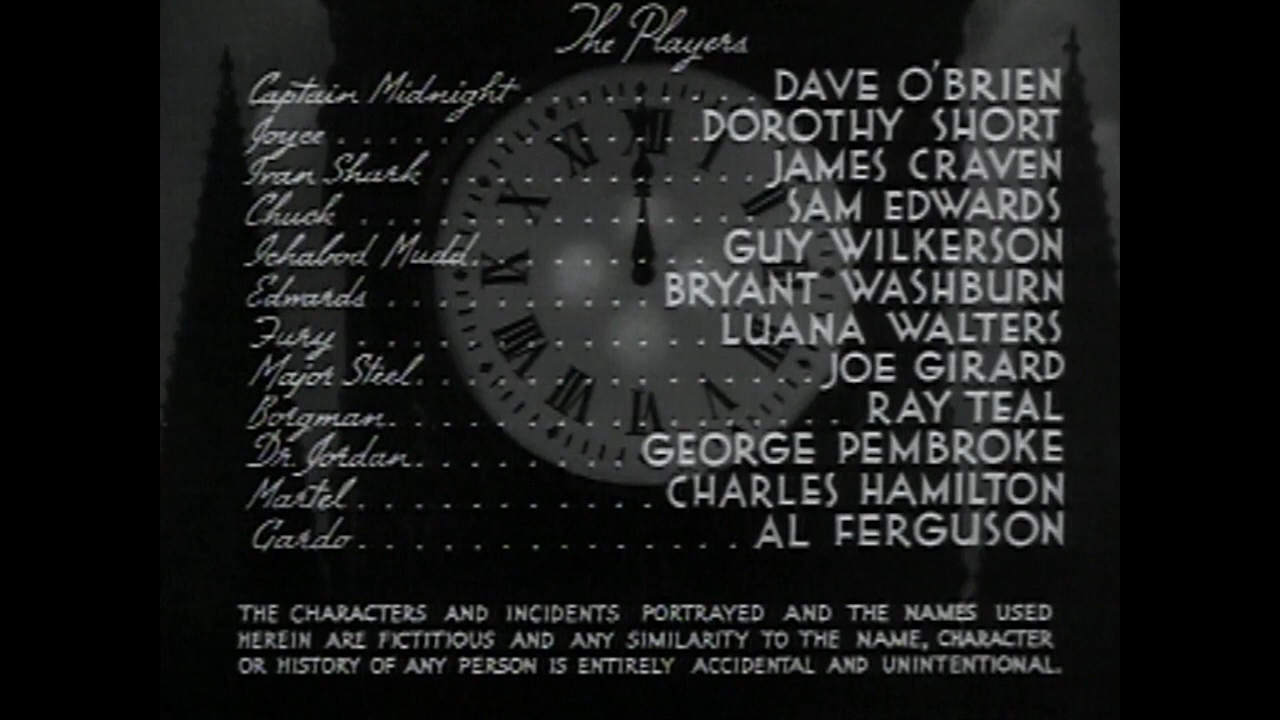 The Players
Captain Midnight . . . . . . . . . DAVE O'BRIEN
Joyce . . . . . . . . . . . . . . . DOROTHY SHORT
Ivan Shark . . . . . . . . . . . . JAMES CRAVEN
Chuck . . . . . . . . . . . . . . . SAM EDWARDS
Ichabod Mudd . . . . . . . . . GUY WILKERSON
Edwards . . . . . . . . . . . BRYANT WASHBURN
Fury . . . . . . . . . . . . . . LUANA WALTERS
Major Steel . . . . . . . . . . . . . . . JOE GIRARD
Borgman . . . . . . . . . . . . . . . . . RAY TEAL
Dr. Jordan . . . . . . . . GEORGE PEMBROKE
Martel . . . . . . . . . . . CHARLES HAMILTON
Gardo . . . . . . . . . . . . . . AL FERGUSON
THE CHARACTERS AND INCIDENTS PORTRAYED AND THE NAMES USED
HEREIN ARE FICTITIOUS AND ANY SIMILARITY TO THE NAME, CHARACTER
OR HISTORY OF ANY PERSON IS ENTIRELY ACCIDENTAL AND UNINTENTIONAL.